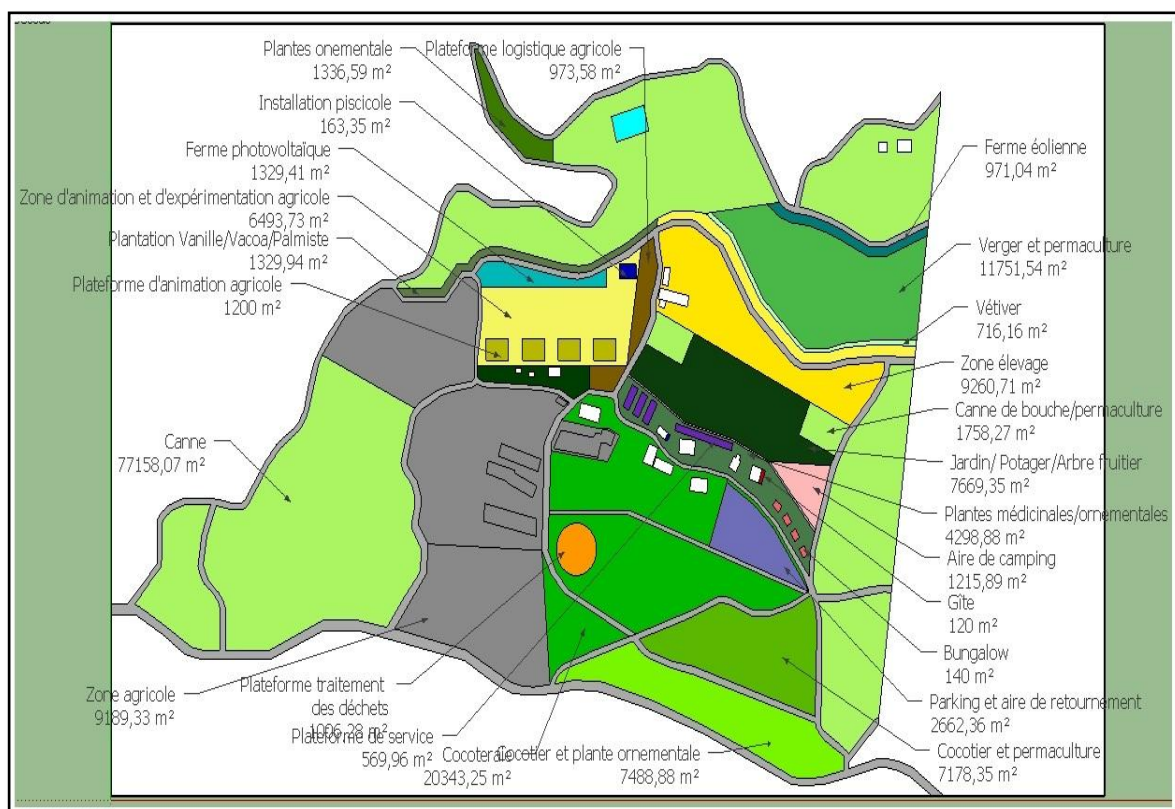 Plantes onementale
1336,59 m²
Plateforme logistique agricole
973,58 m²
Installation piscicole
163,35 m²
Ferme photovoltaïque
1329,41 m²
Zone d'animation et d'expérimentation agricole
6493,73 m²
Plantation Vanille/Vacoa/Palmiste
1329,94 m²
Plateforme d'animation agricole
1200 m²
Canne
77158,07 m²
Zone agricole
9189,33 m²
Plateforme traitement
des déchets
1006,28 m²
Plateforme de service
569,96 m²
Cocoteraie
20343,25 m²
Cocotier et plante ornementale
7488,88 m²
Ferme éolienne
971,04 m²
Verger et permaculture
11751,54 m²
Vétiver
716,16 m²
Zone élevage
9260,71 m²
Canne de bouche/permaculture
1758,27 m²
Jardin/ Potager/Arbre fruitier
7669,35 m²
Plantes médicinales/ornementales
4298,88 m²
Aire de camping
1215,89 m²
Gîte
120 m²
Bungalow
140 m²
Parking et aire de retournement
2662,36 m²
Cocotier et permaculture
7178,35 m²